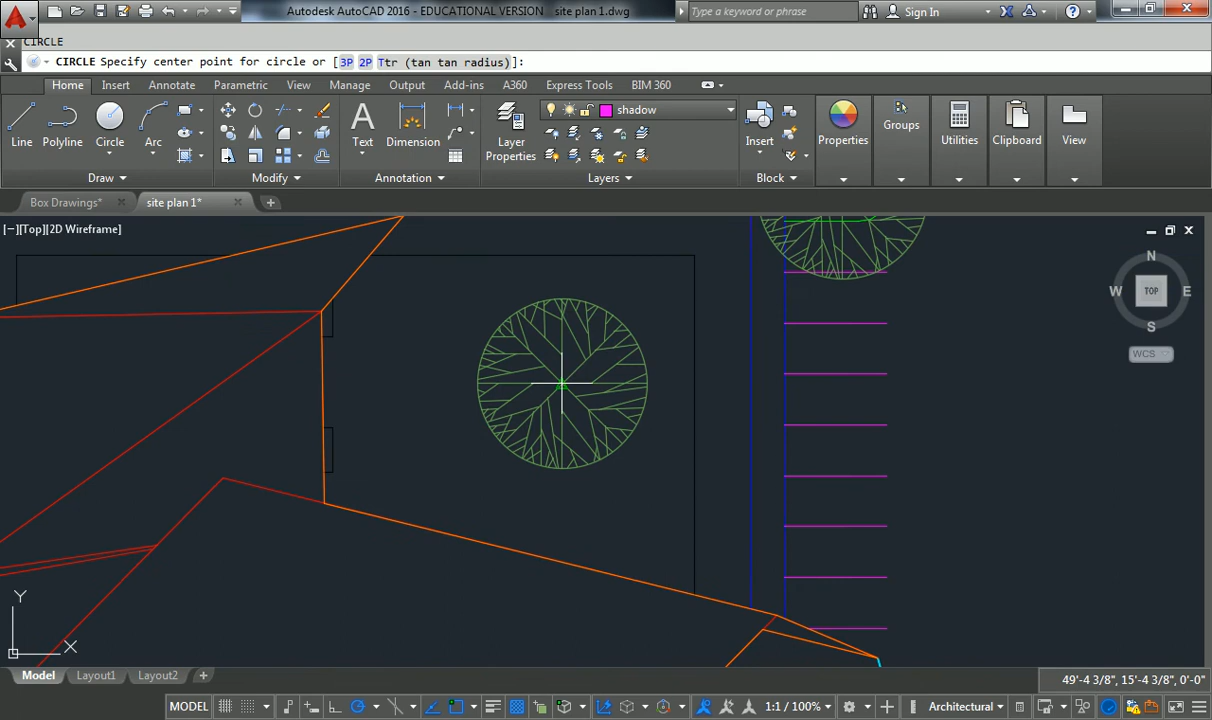 Autodesk AutoCAD 2016 - EDUCATIONAL VERSION site plan 1.dwg
Type a keyword or phrase
Sign In
CIRCLE
CIRCLE Specify center point for circle or [3P 2P Ttr (tan tan radius)]:
Home Insert Annotate Parametric View Manage Output Add-ins A360 Express Tools BIM 360
shadow
Line Polyline Circle Arc
Text Dimension
Layer Properties
Insert
Properties Groups Utilities Clipboard View
Draw Modify Annotation Layers Block
Box Drawings* site plan 1*
[−][Top][2D Wireframe]
N
W TOP E
S
WCS
Y
X
Model Layout1 Layout2
49'-4 3/8", 15'-4 3/8", 0'-0"
MODEL 1:1 / 100% Architectural